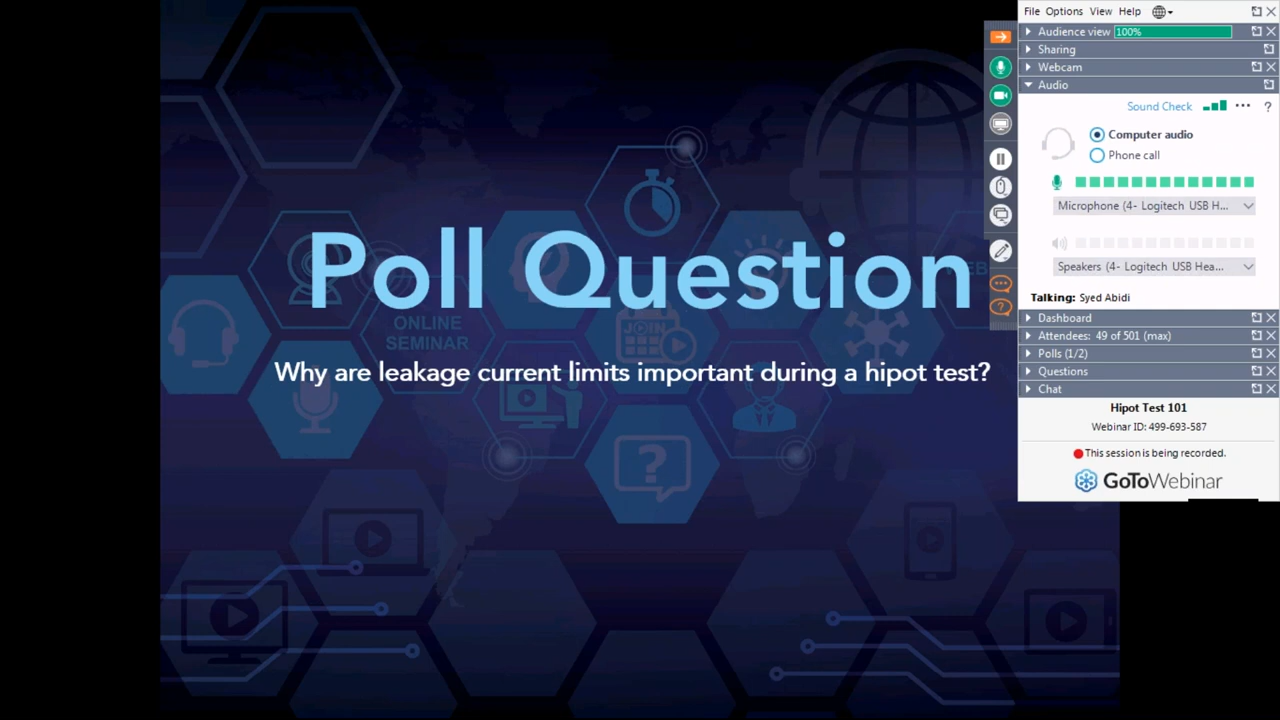 Poll Question
Why are leakage current limits important during a hipot test?
ONLINE
SEMINAR
JOIN
File Options View Help
Audience view 100%
Sharing
Webcam
Audio
Sound Check ... ?
Computer audio
Phone call
Microphone (4- Logitech USB H...
Speakers (4- Logitech USB Hea...
Talking: Syed Abidi
Dashboard
Attendees: 49 of 501 (max)
Polls (1/2)
Questions
Chat
Hipot Test 101
Webinar ID: 499-693-587
This session is being recorded.
GoToWebinar